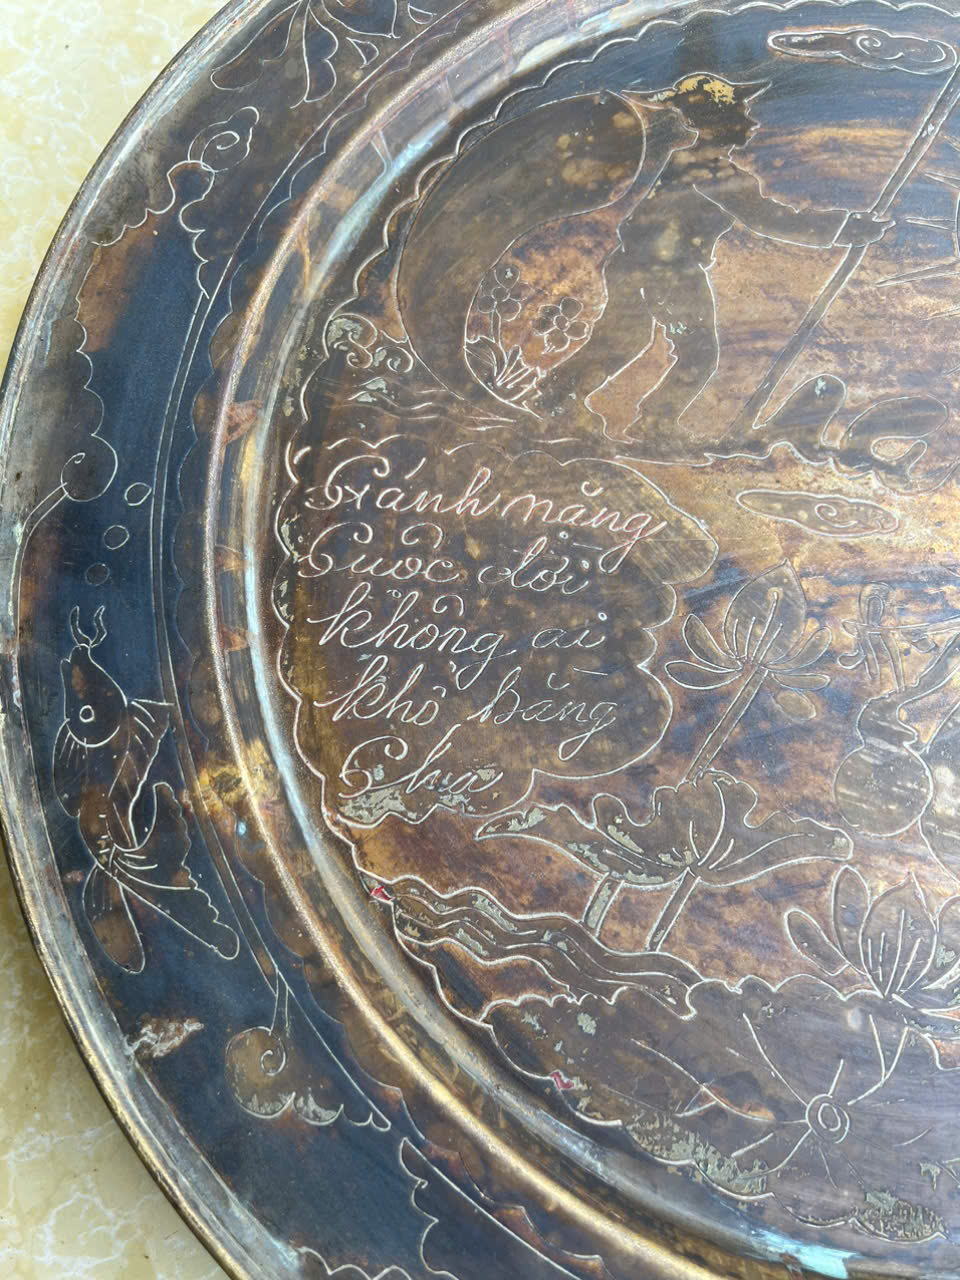 Gánh nặng
Cuộc đời
không ai
khổ bằng
Cha